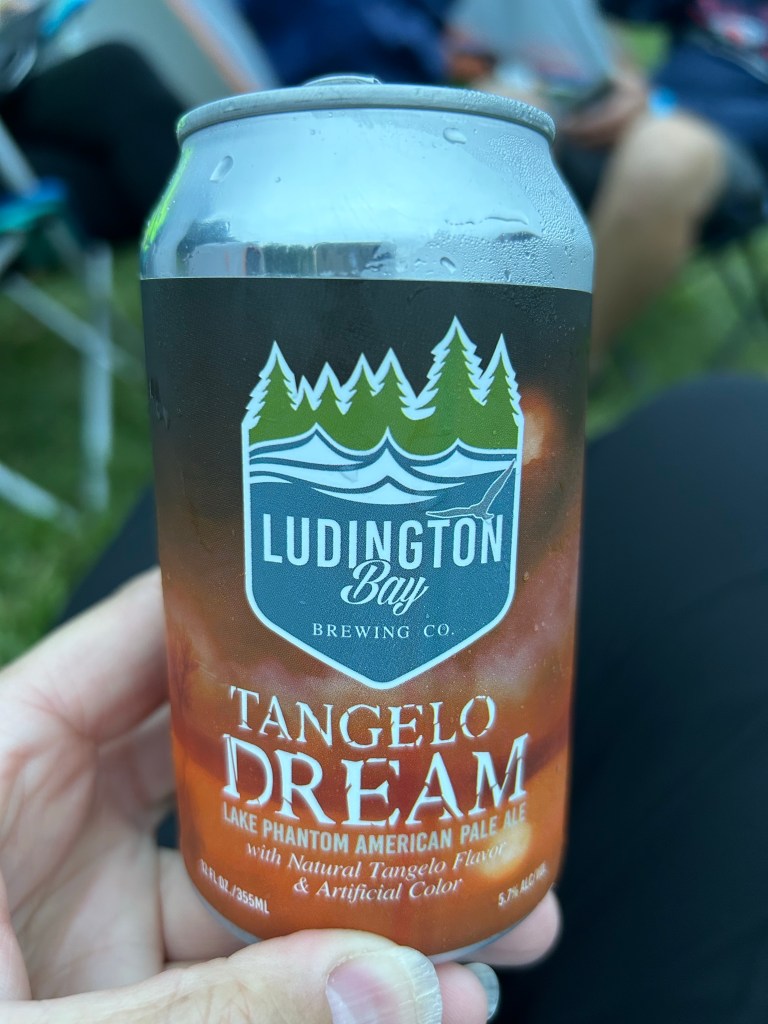 LUDINGTON
Bay
BREWING CO.
TANGELO
DREAM
LAKE PHANTOM AMERICAN PALE ALE
with Natural Tangelo Flavor
& Artificial Color
12 FL OZ./355ML
5.7% ALC/VOL